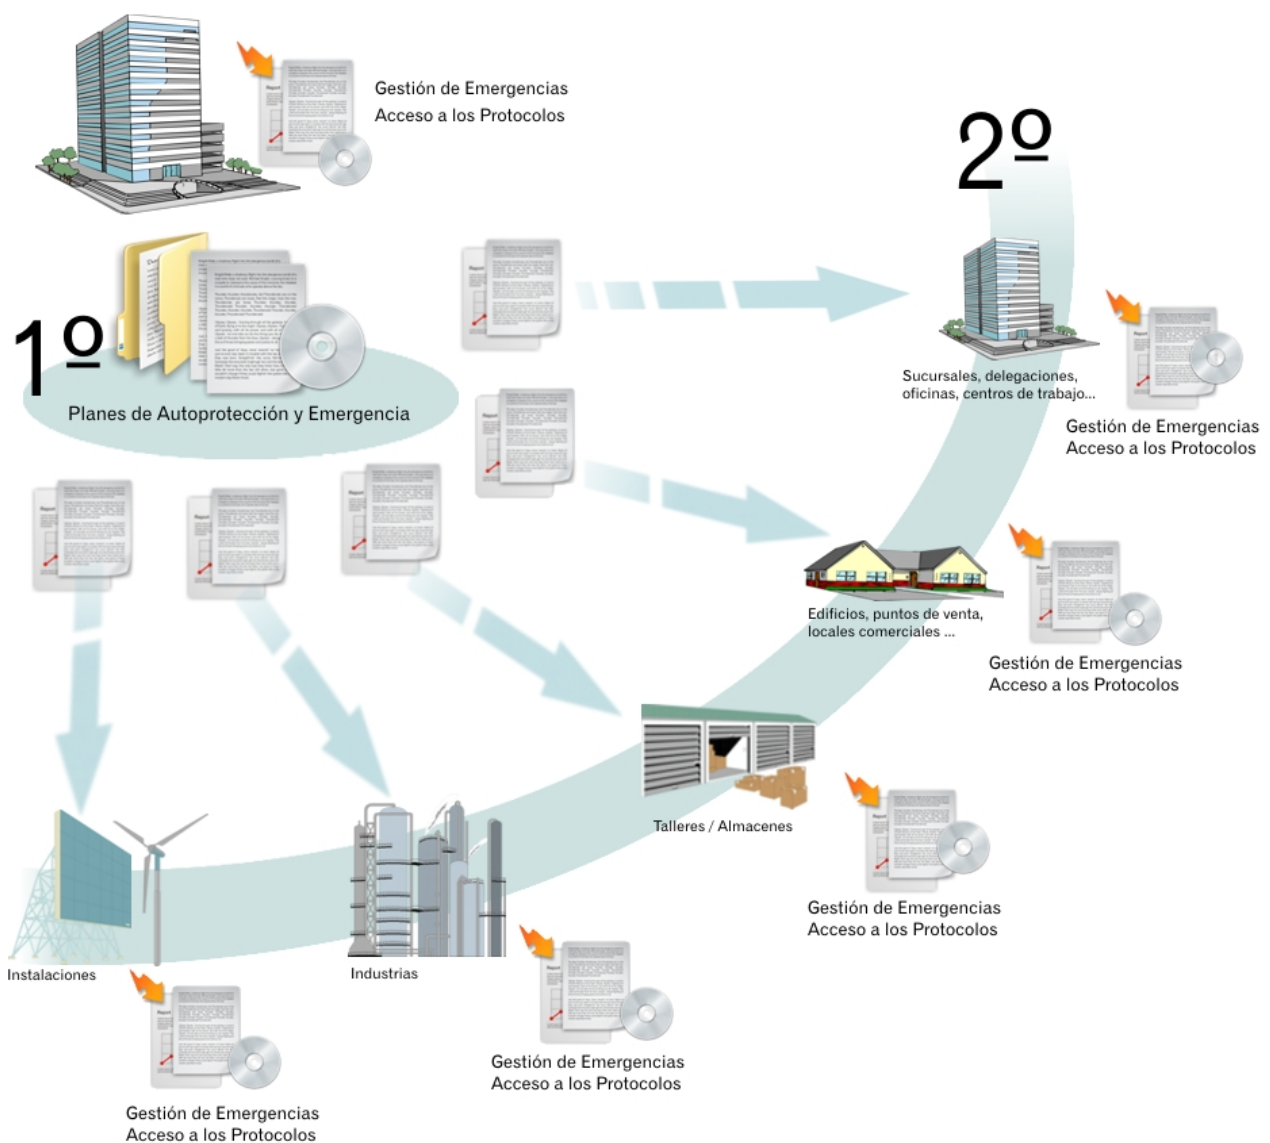 Gestión de Emergencias
Acceso a los Protocolos
2º
1º
Planes de Autoprotección y Emergencia
Report
Sucursales, delegaciones,
oficinas, centros de trabajo...
Gestión de Emergencias
Acceso a los Protocolos
Edificios, puntos de venta,
locales comerciales ...
Gestión de Emergencias
Acceso a los Protocolos
Talleres / Almacenes
Gestión de Emergencias
Acceso a los Protocolos
Instalaciones
Industrias
Gestión de Emergencias
Acceso a los Protocolos
Gestión de Emergencias
Acceso a los Protocolos